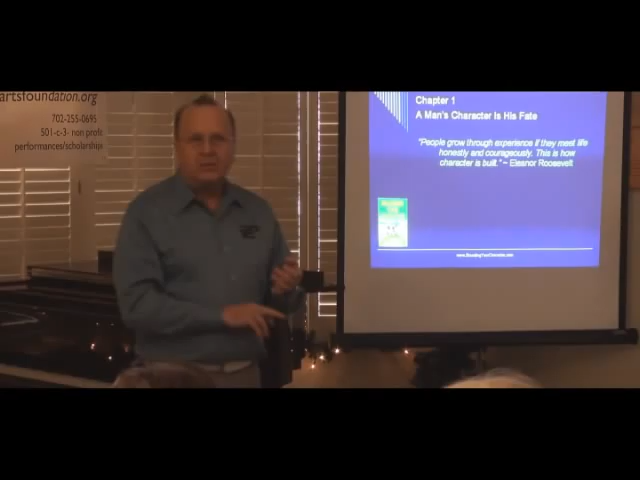 artsfoundation.org
702-255-0695
501-c-3- non profit
performances/scholarship
Chapter 1
A Man's Character Is His Fate
"People grow through experience if they meet life
honestly and courageously. This is how
character is built." ~ Eleanor Roosevelt